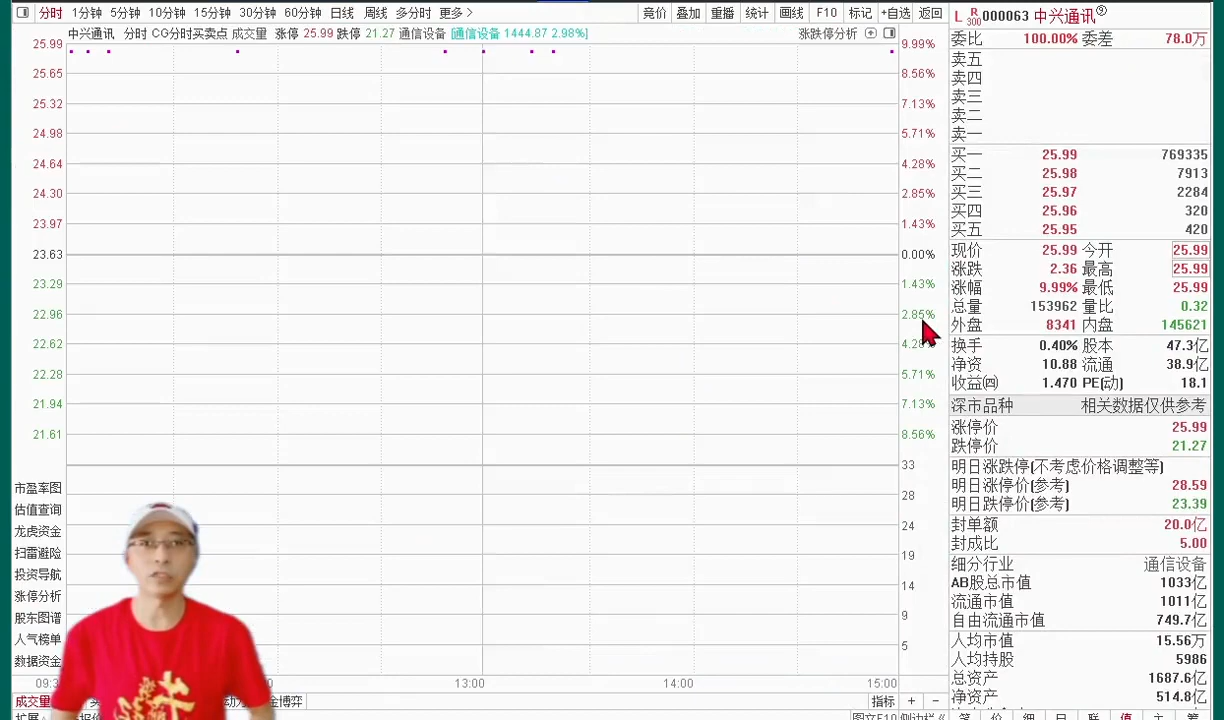 分时 1分钟 5分钟 10分钟 15分钟 30分钟 60分钟 日线 周线 多分时 更多> 竞价 叠加 重播 统计 画线 F10 标记 +自选 返回
L R 300 000063 中兴通讯
中兴通讯 分时 CG分时买卖点 成交量 涨停 25.99 跌停 21.27 通信设备 [通信设备 1444.87 2.98%] 涨跌停分析
委比 100.00% 委差 78.0万
25.99 9.99%
卖五
25.65 8.56%
卖四
卖三
25.32 7.13%
卖二
24.98 5.71%
卖一
买一 25.99 769335
24.64 4.28%
买二 25.98 7913
24.30 2.85%
买三 25.97 2284
买四 25.96 320
23.97 1.43%
买五 25.95 420
23.63 0.00%
现价 25.99 今开 25.99
涨跌 2.36 最高 25.99
23.29 1.43%
涨幅 9.99% 最低 25.99
总量 153962 量比 0.32
22.96 2.85%
外盘 8341 内盘 145621
22.62
换手 0.40% 股本 47.3亿
净资 10.88 流通 38.9亿
22.28 5.71%
收益㈣ 1.470 PE(动) 18.1
21.94 7.13%
深市品种 相关数据仅供参考
涨停价 25.99
21.61 8.56%
跌停价 21.27
33
明日涨跌停(不考虑价格调整等)
明日涨停价(参考) 28.59
市盈率图
28
明日跌停价(参考) 23.39
估值查询
24
封单额 20.0亿
龙虎资金
封成比 5.00
扫雷避险
19
细分行业 通信设备
投资导航
AB股总市值 1033亿
14
涨停分析
流通市值 1011亿
股东图谱
9
自由流通市值 749.7亿
人气榜单
5
人均市值 15.56万
数据资金
人均持股 5986
总资产 1687.6亿
13:00 14:00 15:00
净资产 514.8亿
成交量 指标 + −